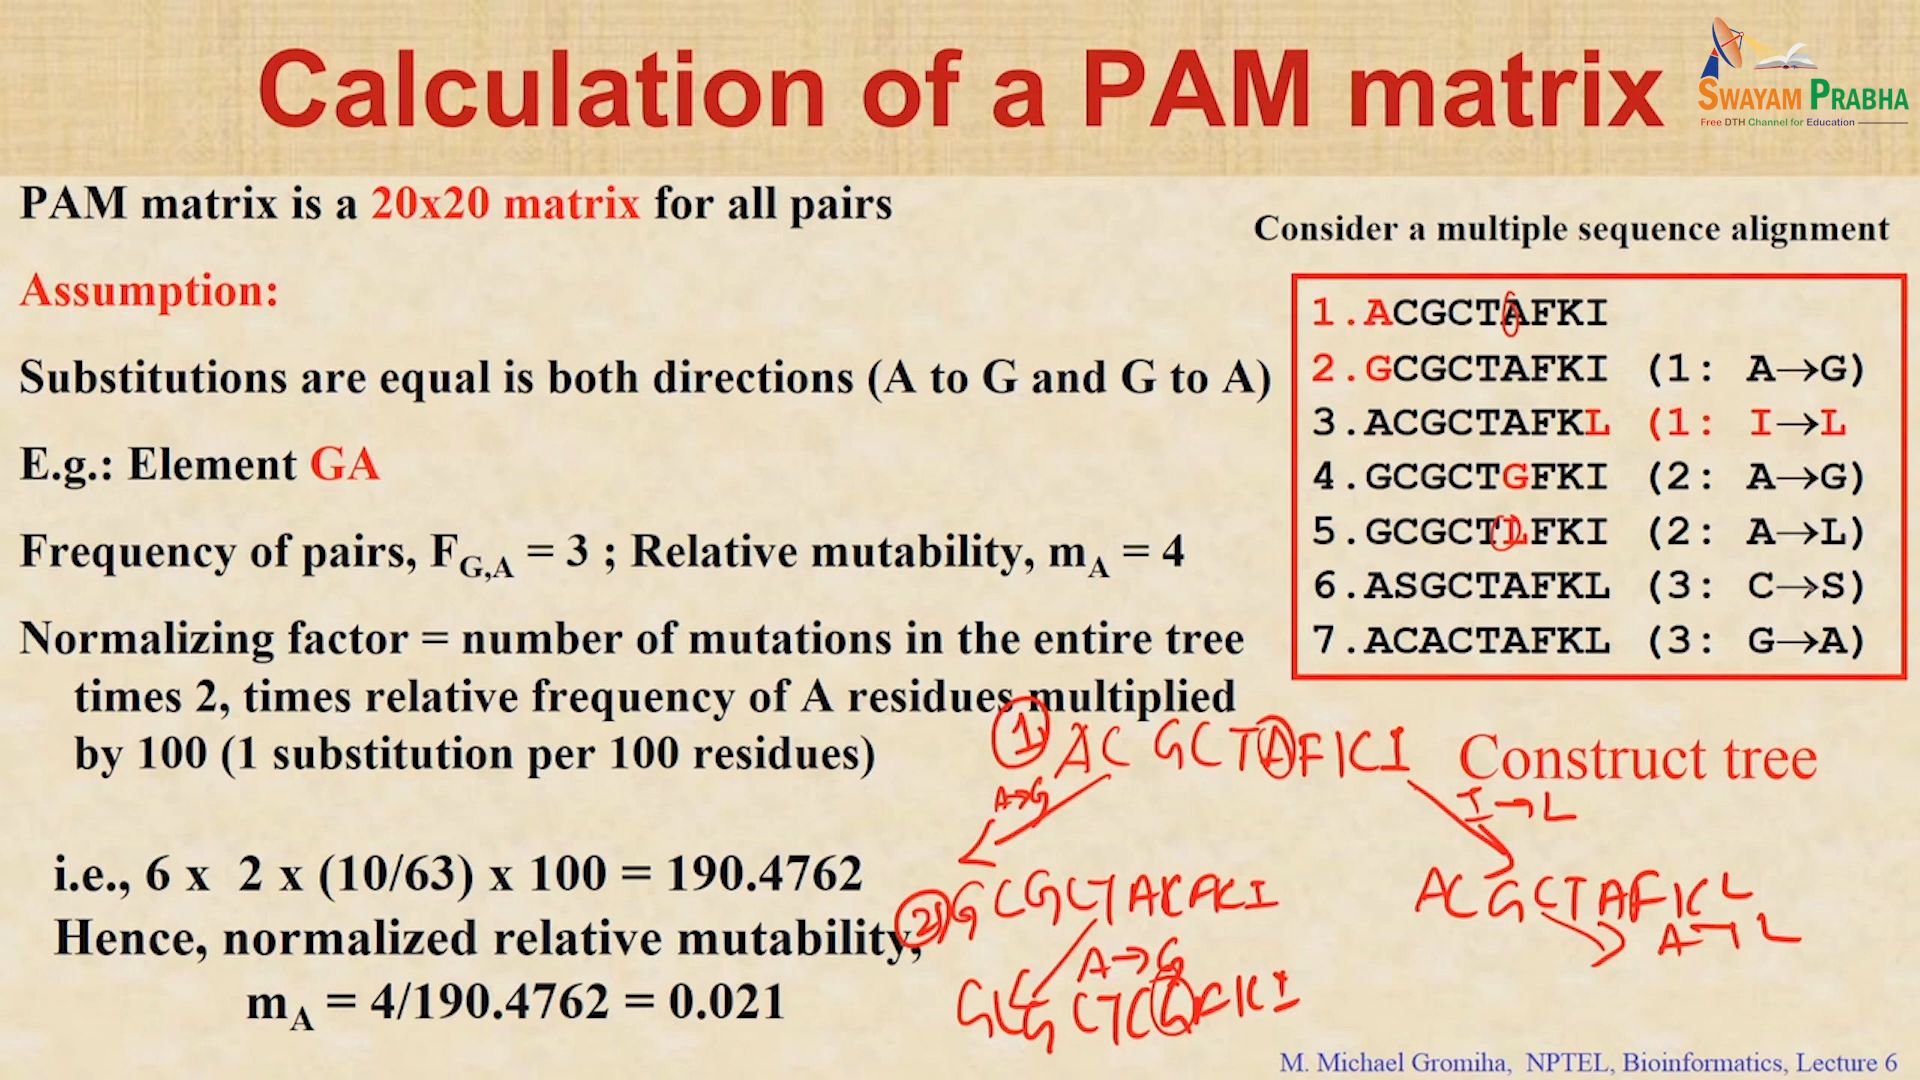 Calculation of a PAM matrix
SWAYAM PRABHA
Free DTH Channel for Education
PAM matrix is a 20x20 matrix for all pairs
Assumption:
Substitutions are equal is both directions (A to G and G to A)
E.g.: Element GA
Frequency of pairs, FG,A = 3 ; Relative mutability, mA = 4
Normalizing factor = number of mutations in the entire tree
times 2, times relative frequency of A residues multiplied
by 100 (1 substitution per 100 residues)
i.e., 6 x 2 x (10/63) x 100 = 190.4762
Hence, normalized relative mutability,
mA = 4/190.4762 = 0.021
Consider a multiple sequence alignment
1.ACGCTAFKI
2.GCGCTAFKI (1: A→G)
3.ACGCTAFKL (1: I→L
4.GCGCTGFKI (2: A→G)
5.GCGCTLFKI (2: A→L)
6.ASGCTAFKL (3: C→S)
7.ACACTAFKL (3: G→A)
Construct tree
1. ACGCTAFKI
A→G
I→L
2) GCGCTA
ACGCTAFKL
A→G
A→L
M. Michael Gromiha, NPTEL, Bioinformatics, Lecture 6